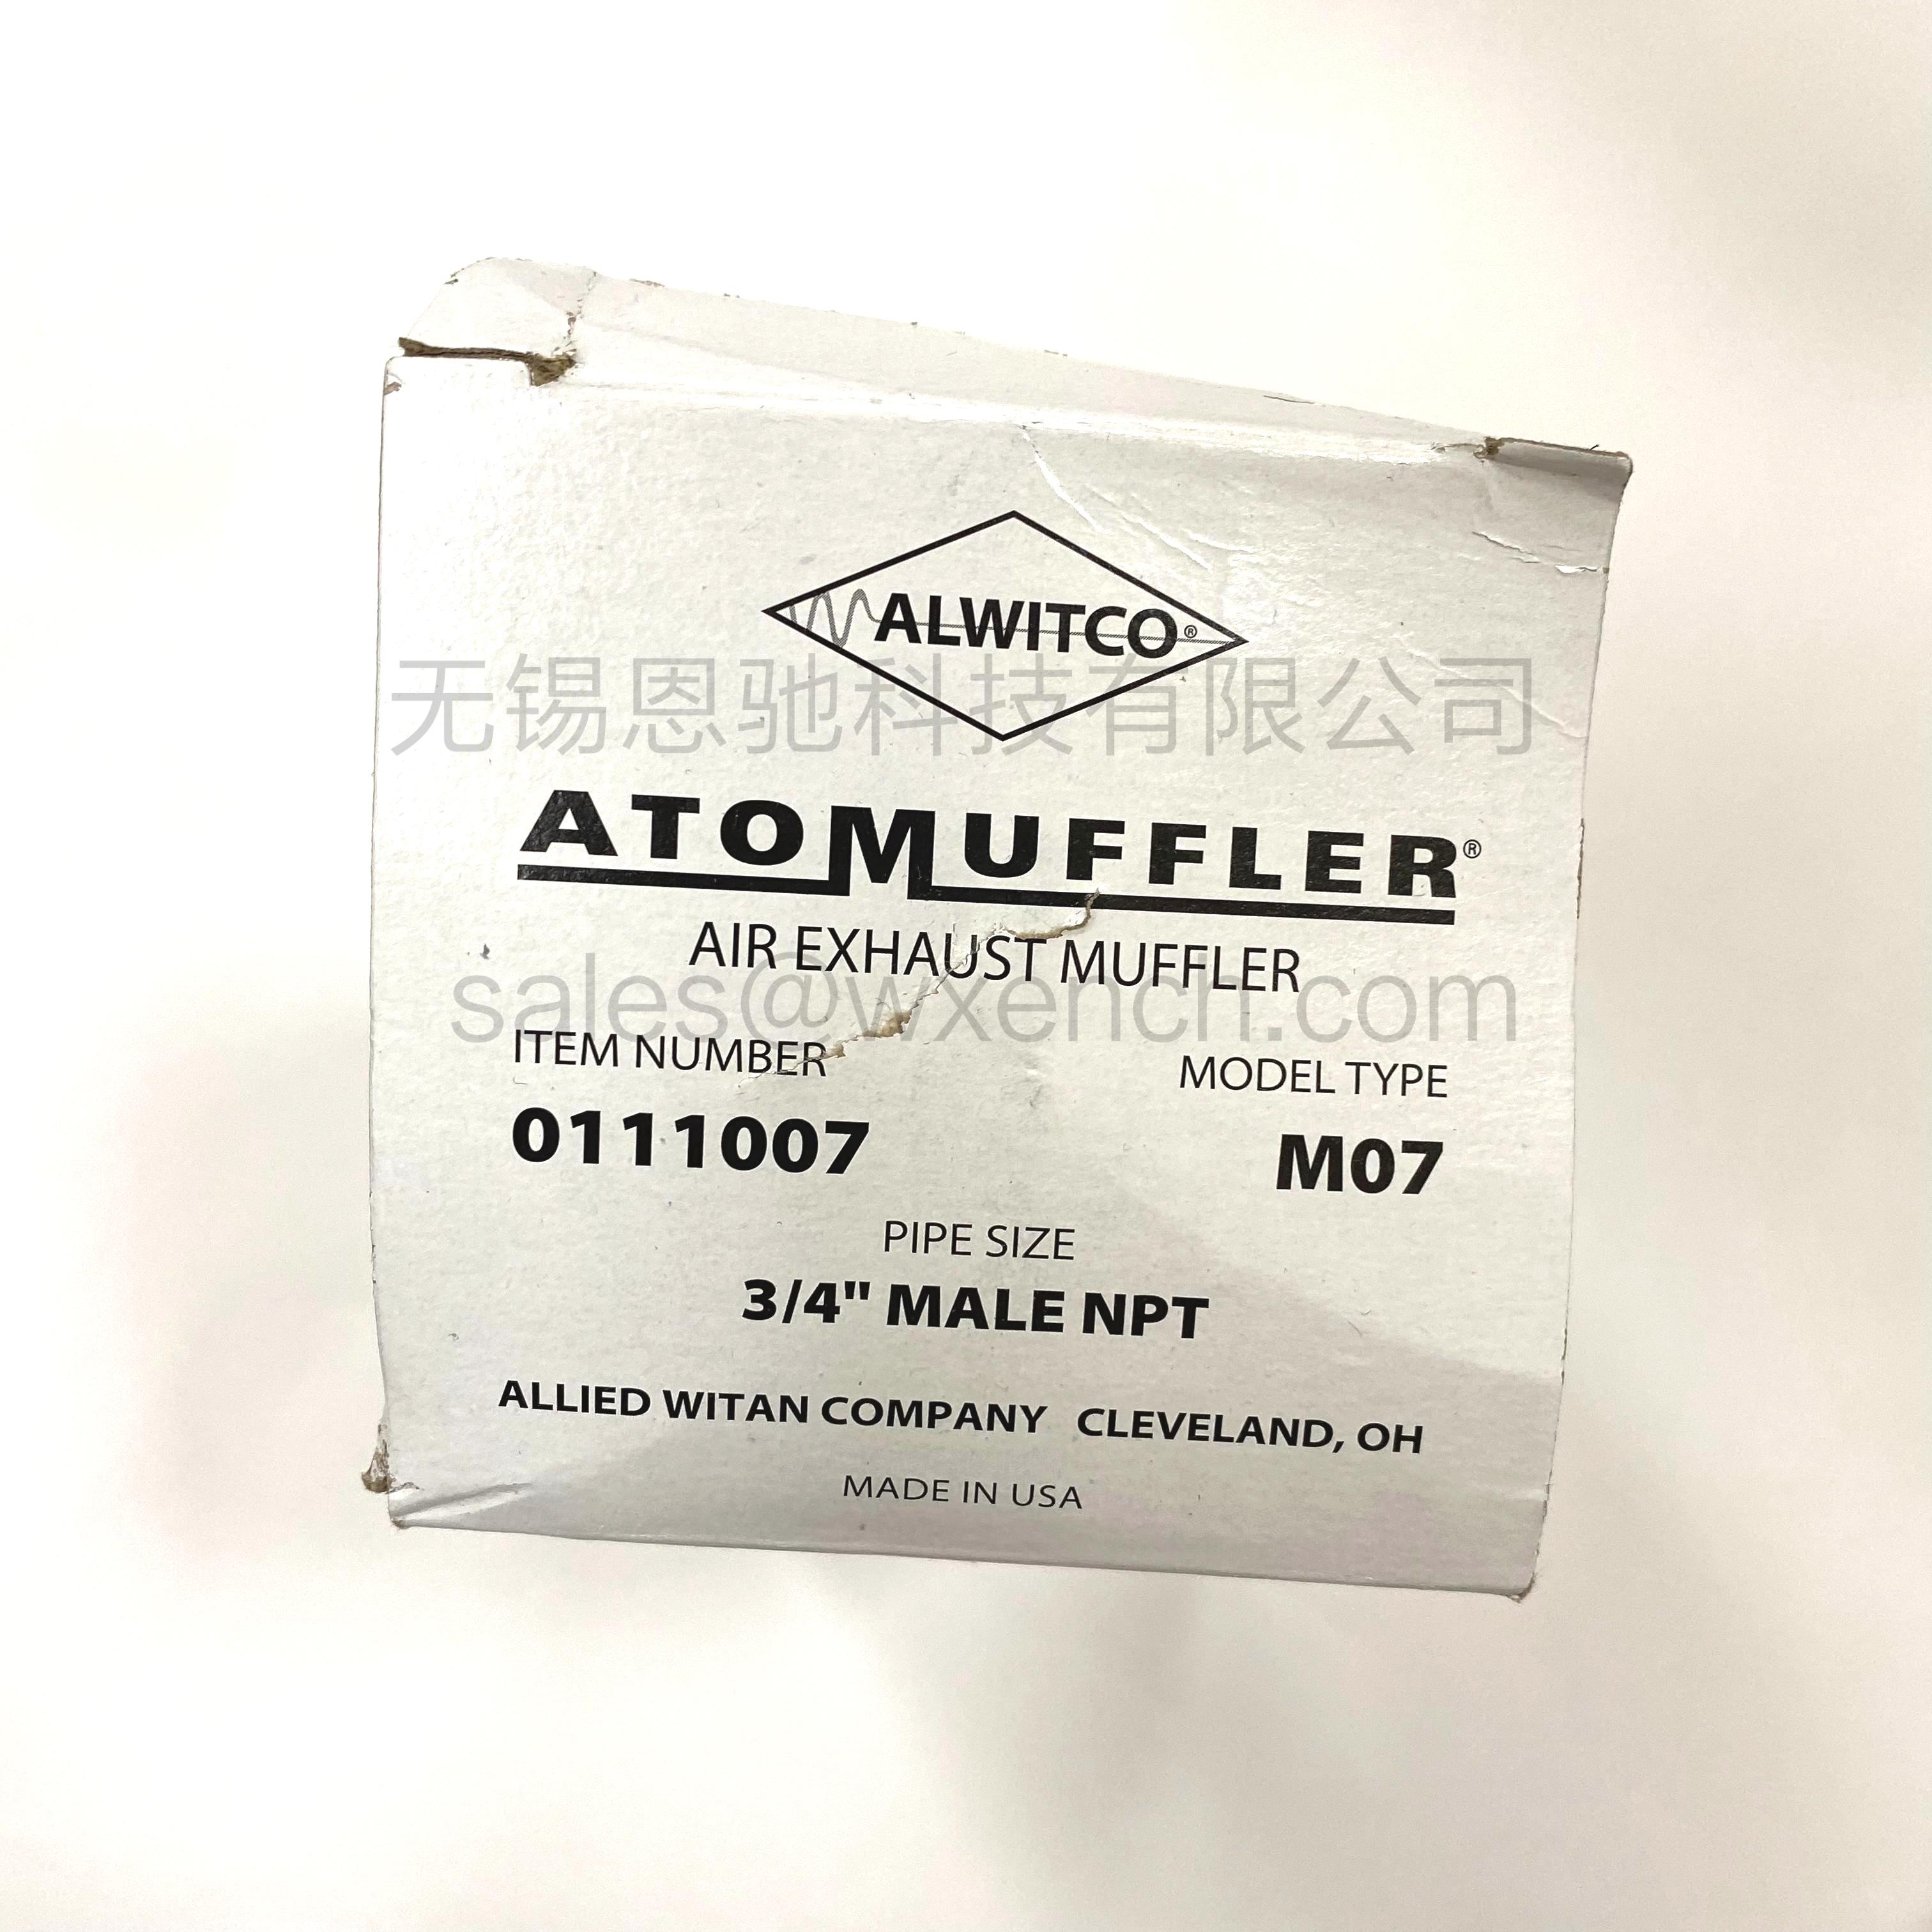 ALWITCO®
无锡恩驰科技有限公司
ATOMUFFLER®
AIR EXHAUST MUFFLER
sales@wxench.com
ITEM NUMBER
MODEL TYPE
0111007
M07
PIPE SIZE
3/4" MALE NPT
ALLIED WITAN COMPANY CLEVELAND, OH
MADE IN USA